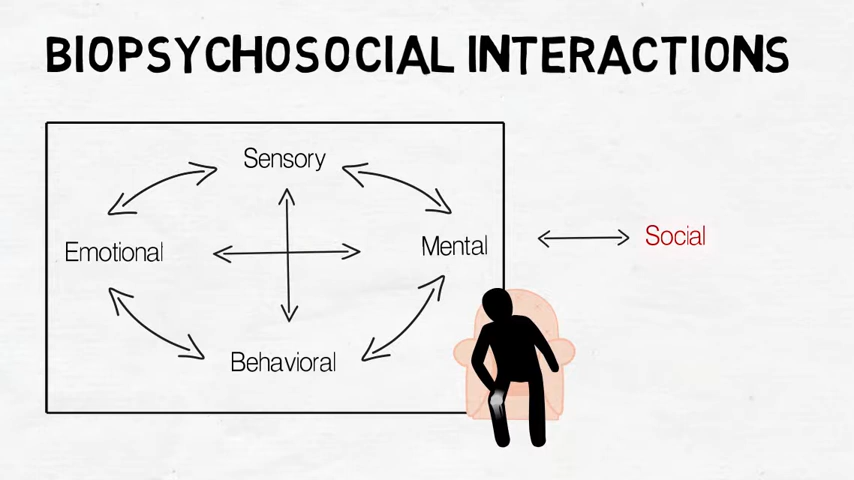 BIOPSYCHOSOCIAL INTERACTIONS
Sensory
Emotional
Mental
Social
Behavioral